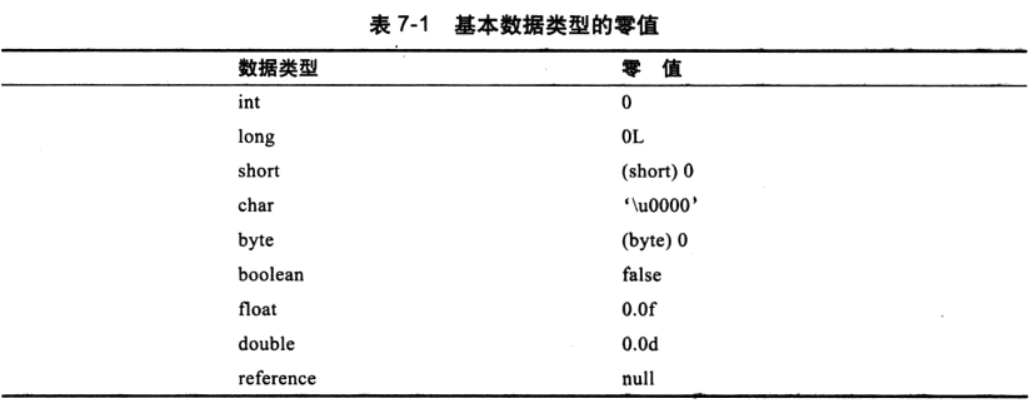 表 7-1 基本数据类型的零值
数据类型 零 值
int 0
long 0L
short (short) 0
char ‘\u0000’
byte (byte) 0
boolean false
float 0.0f
double 0.0d
reference null